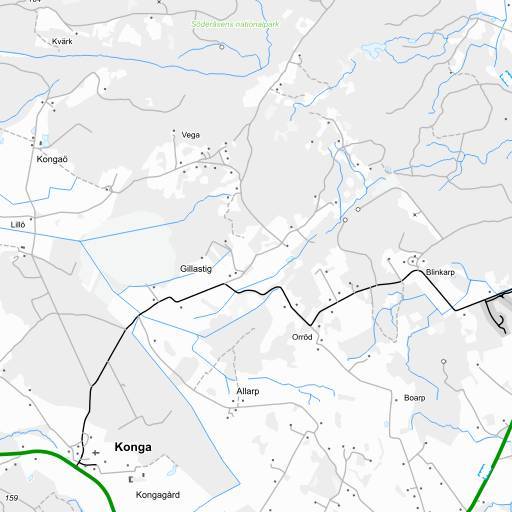 Söderåsens nationalpark
Kvärk
Vega
Kongaö
Lillö
Gillastig
Blinkarp
Orröd
Allarp
Boarp
Konga
Kongagård
159